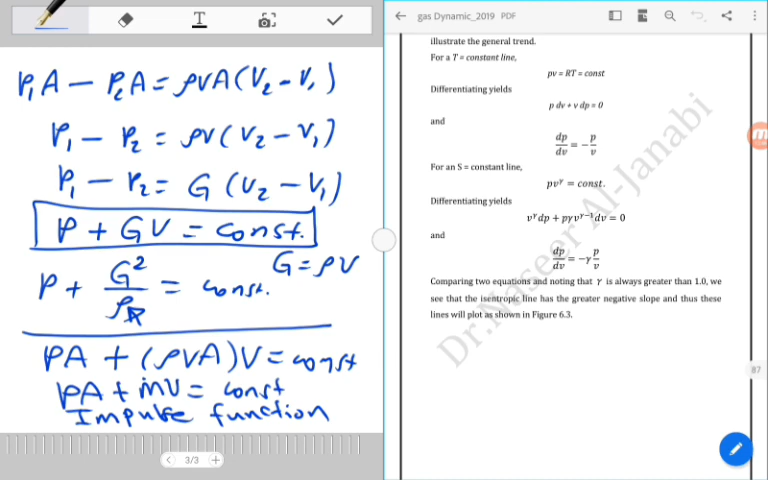 P₁A – P₂A = ρVA(V₂ – V₁)
P₁ – P₂ = ρV(V₂ – V₁)
P₁ – P₂ = G (V₂ – V₁)
P + GV = const.
G = ρV
P + G²/ρ = const.
PA + (ρVA)V = const
PA + ṁV = const
Impulse function
3/3
gas Dynamic_2019 PDF
illustrate the general trend.
For a T = constant line,
pv = RT = const
Differentiating yields
p dv + v dp = 0
and
dp/dv = – p/v
For an S = constant line,
pvᵞ = const.
Differentiating yields
vᵞdp + pγvᵞ⁻¹dv = 0
and
dp/dv = –γ p/v
Comparing two equations and noting that γ is always greater than 1.0, we
see that the isentropic line has the greater negative slope and thus these
lines will plot as shown in Figure 6.3.
Dr.Naseer Al-Janabi
87